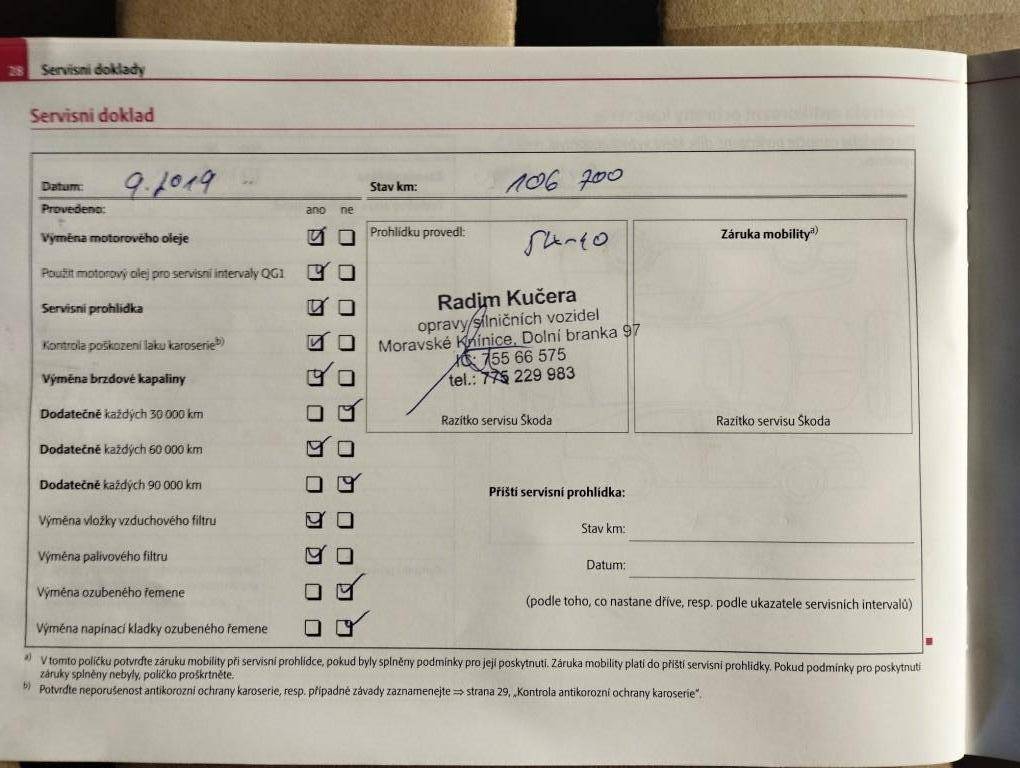 28 Servisní doklady
Servisní doklad
Datum: 9.2019 Stav km: 106 700
Provedeno: ano ne
Výměna motorového oleje
Použit motorový olej pro servisní intervaly QG1
Servisní prohlídka
Kontrola poškození laku karoserie b)
Výměna brzdové kapaliny
Dodatečně každých 30 000 km
Dodatečně každých 60 000 km
Dodatečně každých 90 000 km
Výměna vložky vzduchového filtru
Výměna palivového filtru
Výměna ozubeného řemene
Výměna napínací kladky ozubeného řemene
Prohlídku provedl:
Radim Kučera
opravy silničních vozidel
Moravské Knínice, Dolní branka 97
IČ: 755 66 575
tel.: 775 229 983
Razítko servisu Škoda
Záruka mobility a)
Razítko servisu Škoda
Příští servisní prohlídka:
Stav km:
Datum:
(podle toho, co nastane dříve, resp. podle ukazatele servisních intervalů)
a) V tomto políčku potvrďte záruku mobility při servisní prohlídce, pokud byly splněny podmínky pro její poskytnutí. Záruka mobility platí do příští servisní prohlídky. Pokud podmínky pro poskytnutí
záruky splněny nebyly, políčko proškrtněte.
b) Potvrďte neporušenost antikorozní ochrany karoserie, resp. případné závady zaznamenejte ⇒ strana 29, „Kontrola antikorozní ochrany karoserie“.